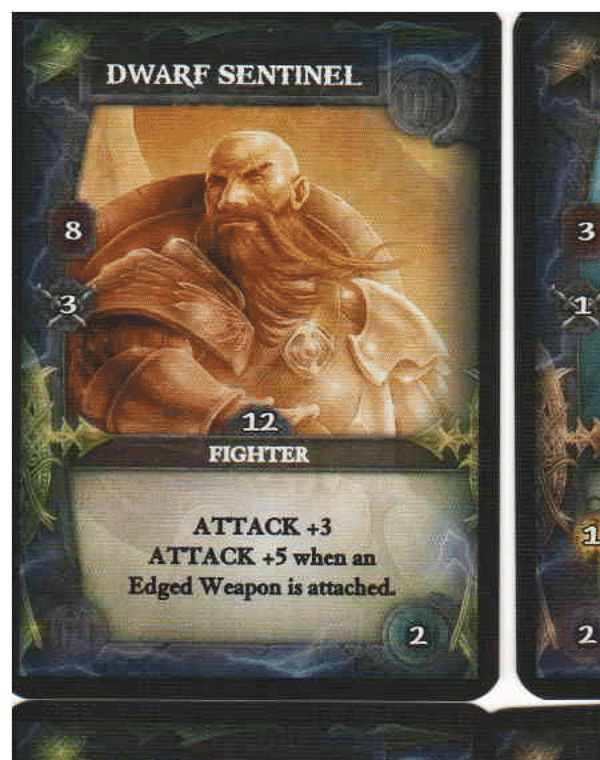 DWARF SENTINEL
8
3
3
1
12
FIGHTER
ATTACK +3
ATTACK +5 when an
Edged Weapon is attached.
1
2
2